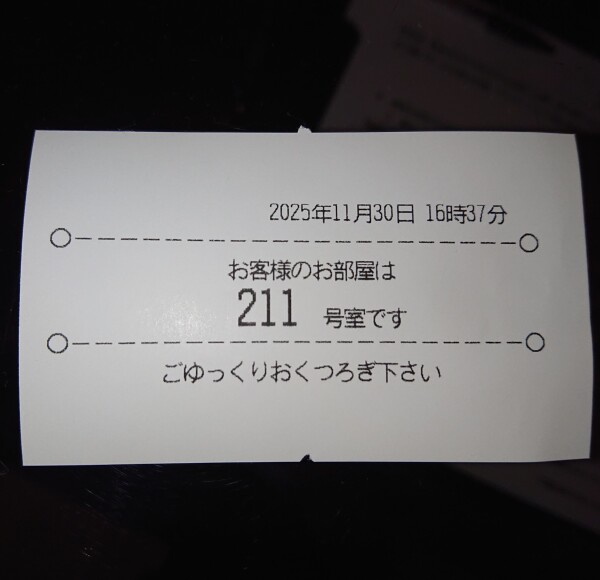 2025年11月30日 16時37分
お客様のお部屋は
211 号室です
ごゆっくりおくつろぎ下さい